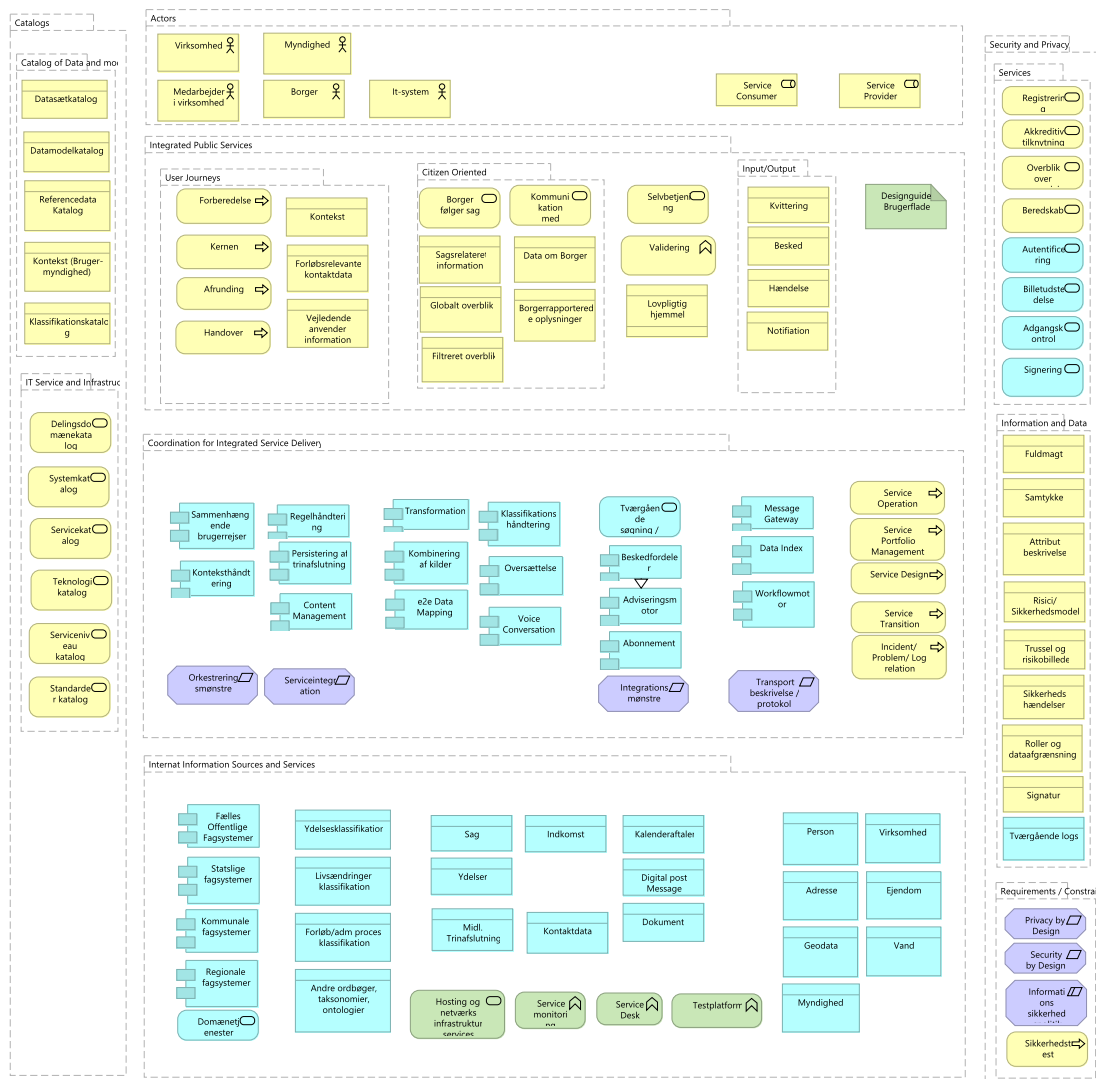 Catalogs
Catalog of Data and mo
Datasætkatalog
Datamodelkatalog
Referencedata
Katalog
Kontekst (Bruger-
myndighed)
Klassifikationskatalo
g
IT Service and Infrastruc
Delingsdo
mænekata
log
Systemkat
alog
Servicekat
alog
Teknologi
katalog
Serviceniv
eau
katalog
Standarde
r katalog
Actors
Virksomhed
Myndighed
Medarbejder
i virksomhed
Borger
It-system
Service
Consumer
Service
Provider
Integrated Public Services
User Journeys
Forberedelse
Kernen
Afrunding
Handover
Kontekst
Forløbsrelevante
kontaktdata
Vejledende
anvender
information
Citizen Oriented
Borger
følger sag
Kommuni
kation
med
Sagsrelateret
information
Data om Borger
Globalt overblik
Borgerrapportered
e oplysninger
Filtreret overblik
Selvbetjeni
ng
Validering
Lovpligtig
hjemmel
Input/Output
Kvittering
Besked
Hændelse
Notifiation
Designguide
Brugerflade
Coordination for Integrated Service Delivery
Sammenhæng
ende
brugerrejser
Konteksthåndt
ering
Regelhåndteri
ng
Persistering af
trinafslutning
Content
Management
Transformation
Kombinering
af kilder
e2e Data
Mapping
Klassifikations
håndtering
Oversættelse
Voice
Conversation
Tværgåen
de
søgning /
Beskedfordele
r
Adviseringsm
otor
Abonnement
Message
Gateway
Data Index
Workflowmot
or
Service
Operation
Service
Portfolio
Management
Service Design
Service
Transition
Incident/
Problem/ Log
relation
Orkestrering
smønstre
Serviceintegr
ation
Integrations
mønstre
Transport
beskrivelse /
protokol
Internat Information Sources and Services
Fælles
Offentlige
Fagsystemer
Statslige
fagsystemer
Kommunale
fagsystemer
Regionale
fagsystemer
Domænetj
enester
Ydelsesklassifikation
Livsændringer
klassifikation
Forløb/adm proces
klassifikation
Andre ordbøger,
taksonomier,
ontologier
Sag
Ydelser
Midl.
Trinafslutning
Indkomst
Kontaktdata
Kalenderaftaler
Digital post
Message
Dokument
Hosting og
netværks
infrastruktur
services
Service
monitori
ng
Service
Desk
Testplatform
Person
Virksomhed
Adresse
Ejendom
Geodata
Vand
Myndighed
Security and Privacy
Services
Registrerin
g
Akkreditiv
tilknytning
Overblik
over
Beredskab
Autentifice
ring
Billetudste
delse
Adgangsk
ontrol
Signering
Information and Data
Fuldmagt
Samtykke
Attribut
beskrivelse
Risici/
Sikkerhedsmodel
Trussel og
risikobillede
Sikkerheds
hændelser
Roller og
dataafgrænsning
Signatur
Tværgående logs
Requirements / Constrai
Privacy by
Design
Security
by Design
Informati
ons
sikkerhed
Sikkerhedst
est